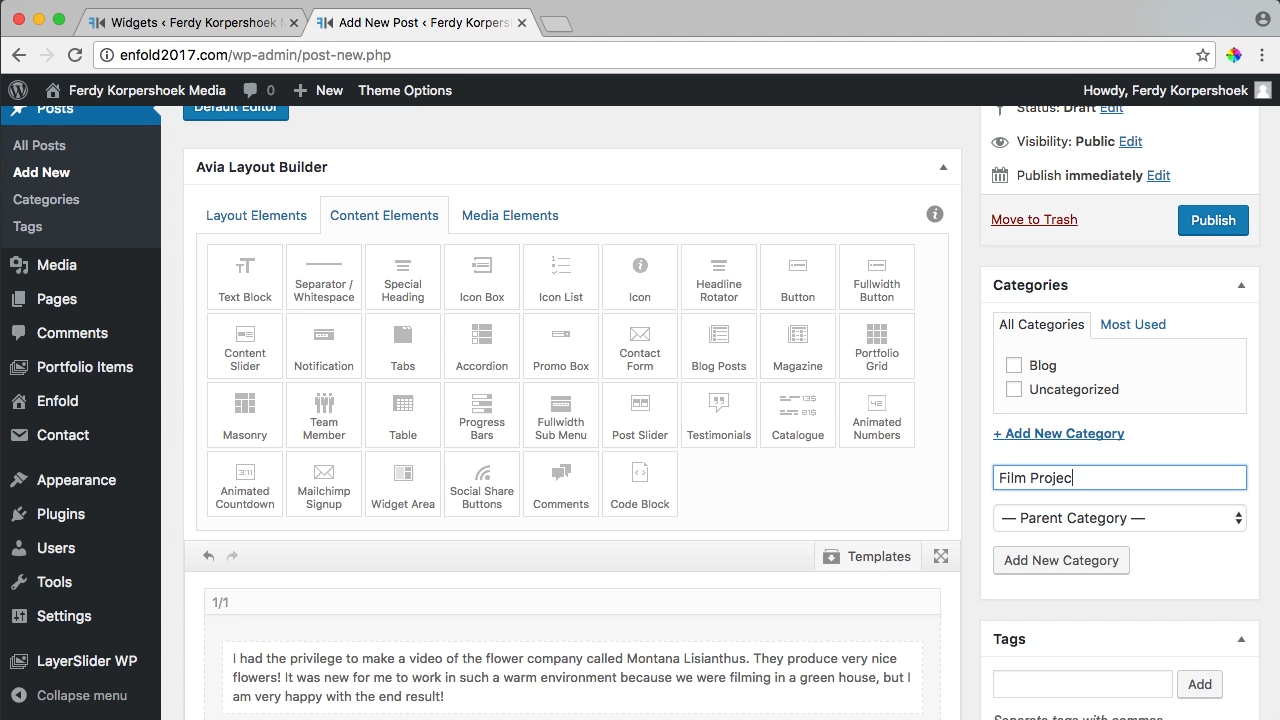 Widgets ‹ Ferdy Korpershoek M
Add New Post ‹ Ferdy Korpers
enfold2017.com/wp-admin/post-new.php
Ferdy Korpershoek Media
0
New
Theme Options
Howdy, Ferdy Korpershoek
Posts
All Posts
Add New
Categories
Tags
Media
Pages
Comments
Portfolio Items
Enfold
Contact
Appearance
Plugins
Users
Tools
Settings
LayerSlider WP
Collapse menu
Default Editor
Avia Layout Builder
Layout Elements
Content Elements
Media Elements
Text Block
Separator / Whitespace
Special Heading
Icon Box
Icon List
Icon
Headline Rotator
Button
Fullwidth Button
Content Slider
Notification
Tabs
Accordion
Promo Box
Contact Form
Blog Posts
Magazine
Portfolio Grid
Masonry
Team Member
Table
Progress Bars
Fullwidth Sub Menu
Post Slider
Testimonials
13$
21$
Catalogue
42
Animated Numbers
3:11
Animated Countdown
Mailchimp Signup
Widget Area
Social Share Buttons
Comments
Code Block
Templates
1/1
I had the privilege to make a video of the flower company called Montana Lisianthus. They produce very nice
flowers! It was new for me to work in such a warm environment because we were filming in a green house, but I
am very happy with the end result!
Status: Draft Edit
Visibility: Public Edit
Publish immediately Edit
Move to Trash
Publish
Categories
All Categories
Most Used
Blog
Uncategorized
+ Add New Category
Film Projec
— Parent Category —
Add New Category
Tags
Add
Separate tags with commas